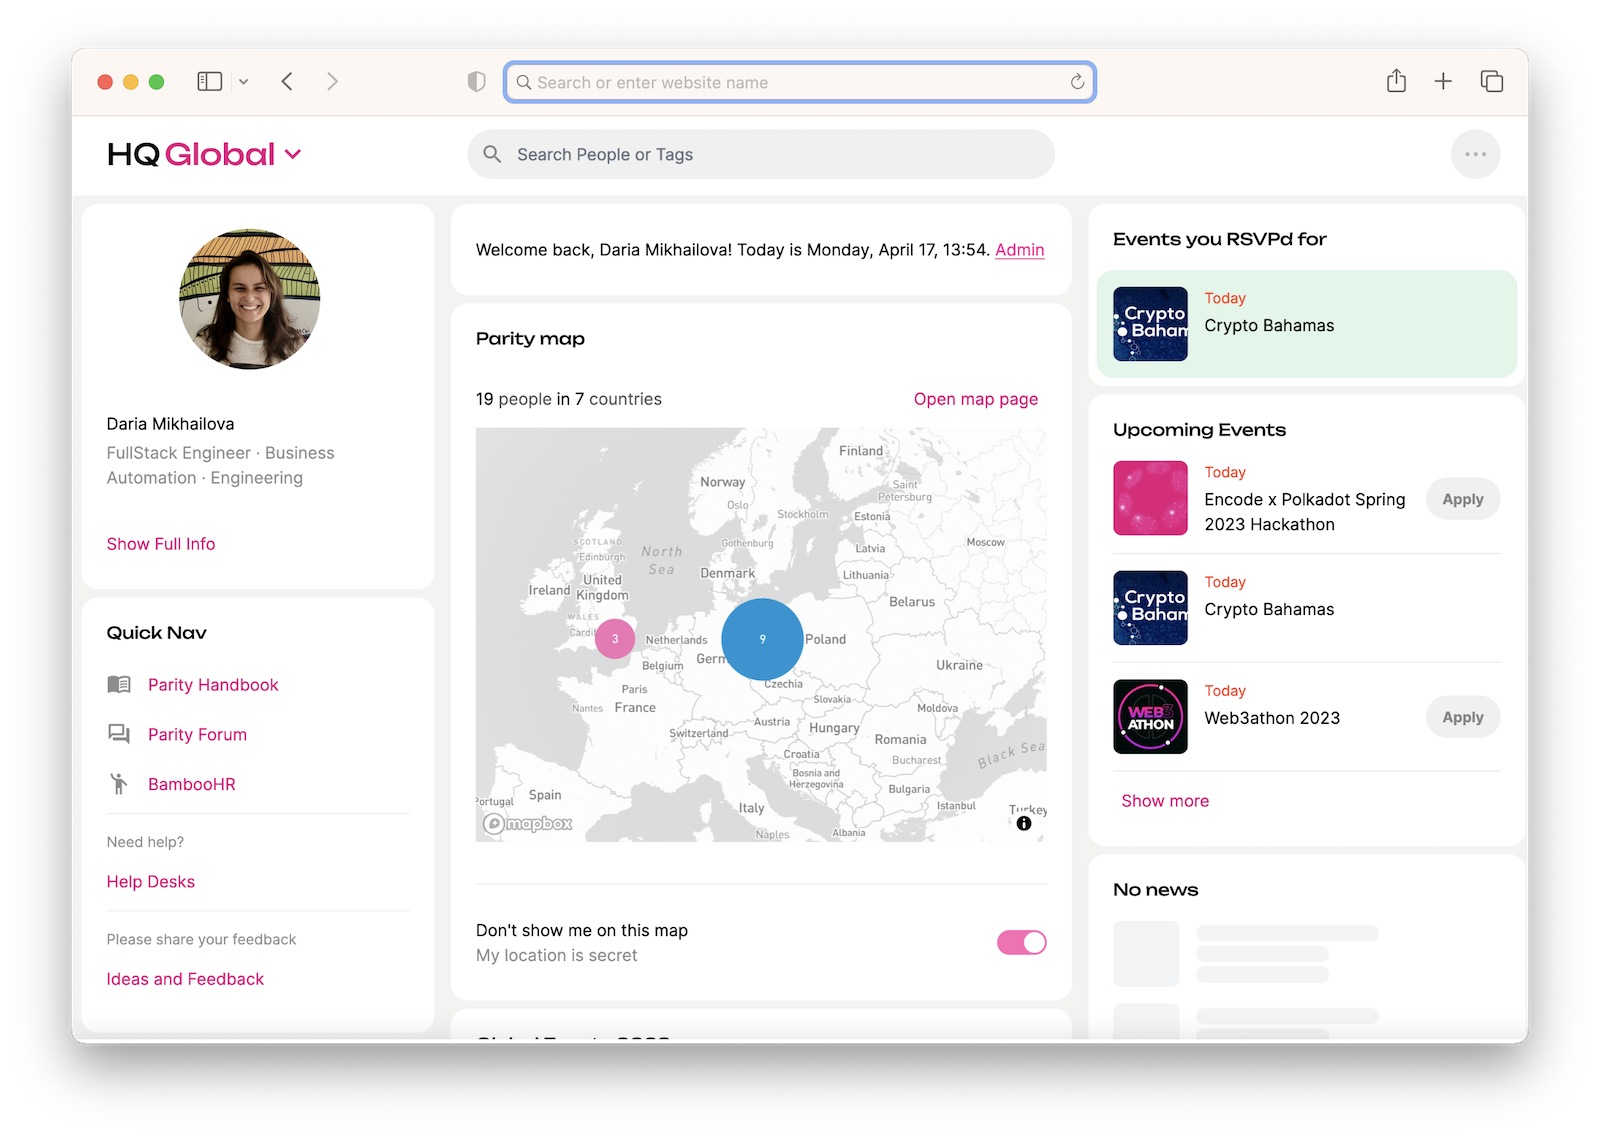 Search or enter website name
HQ Global
Search People or Tags
Daria Mikhailova
FullStack Engineer · Business
Automation · Engineering
Show Full Info
Quick Nav
Parity Handbook
Parity Forum
BambooHR
Need help?
Help Desks
Please share your feedback
Ideas and Feedback
Welcome back, Daria Mikhailova! Today is Monday, April 17, 13:54. Admin
Parity map
19 people in 7 countries
Open map page
Finland
Norway
Saint
Petersburg
Oslo
Stockholm
Estonia
SCOTLAND
Edinburgh
North
Sea
Gothenburg
Moscow
Latvia
Denmark
Lithuania
United
Kingdom
Ireland
Belarus
WALES
3
Netherlands
9
Poland
Belgium
Ukraine
Czechia
Paris
Slovakia
Nantes
France
Moldova
Austria
Hungary
Switzerland
Romania
Croatia
Bucharest
Black Sea
Bosnia and
Herzegovina
Bulgaria
Spain
Portugal
Italy
Istanbul
Turkey
mapbox
Naples
Albania
Don't show me on this map
My location is secret
Events you RSVPd for
Crypto
Baham
Today
Crypto Bahamas
Upcoming Events
Today
Encode x Polkadot Spring
2023 Hackathon
Apply
Crypto
Baham
Today
Crypto Bahamas
WEB3
ATHON
Today
Web3athon 2023
Apply
Show more
No news